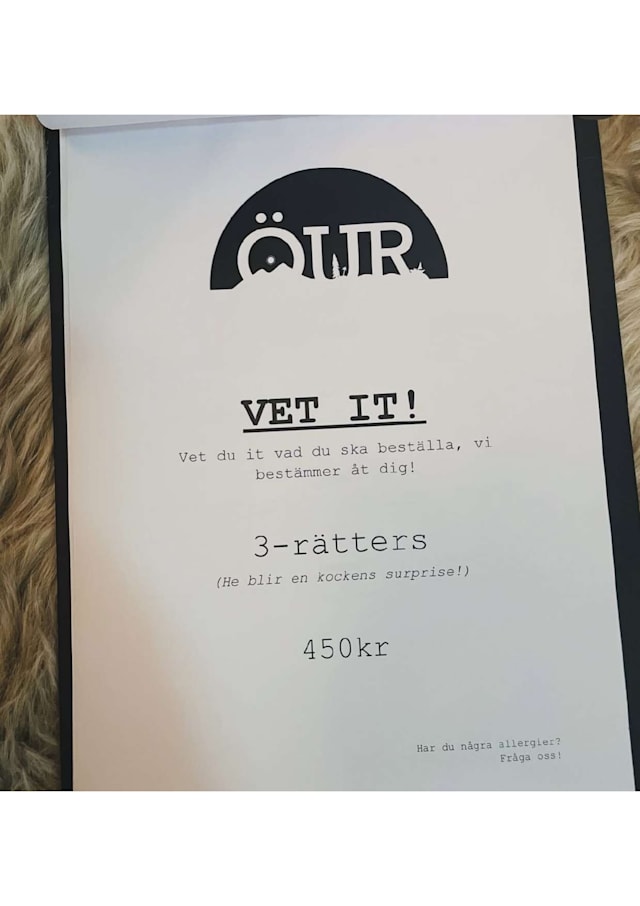 ÖUR
VET IT!
Vet du it vad du ska beställa, vi
bestämmer åt dig!
3-rätters
(He blir en kockens surprise!)
450kr
Har du några allergier?
Fråga oss!